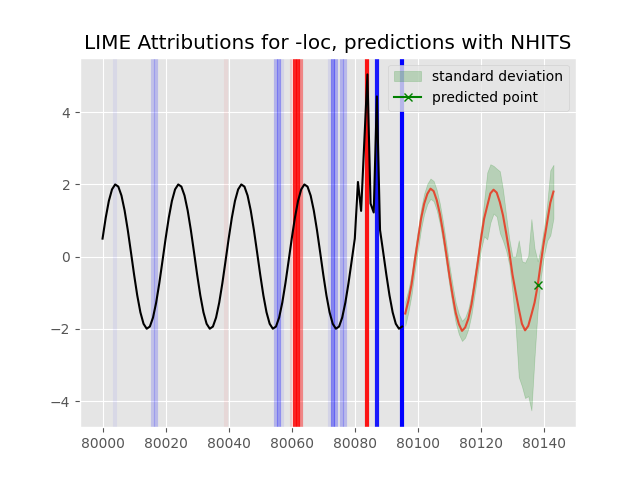 LIME Attributions for -loc, predictions with NHITS
standard deviation
predicted point
4
2
0
−2
−4
80000 80020 80040 80060 80080 80100 80120 80140